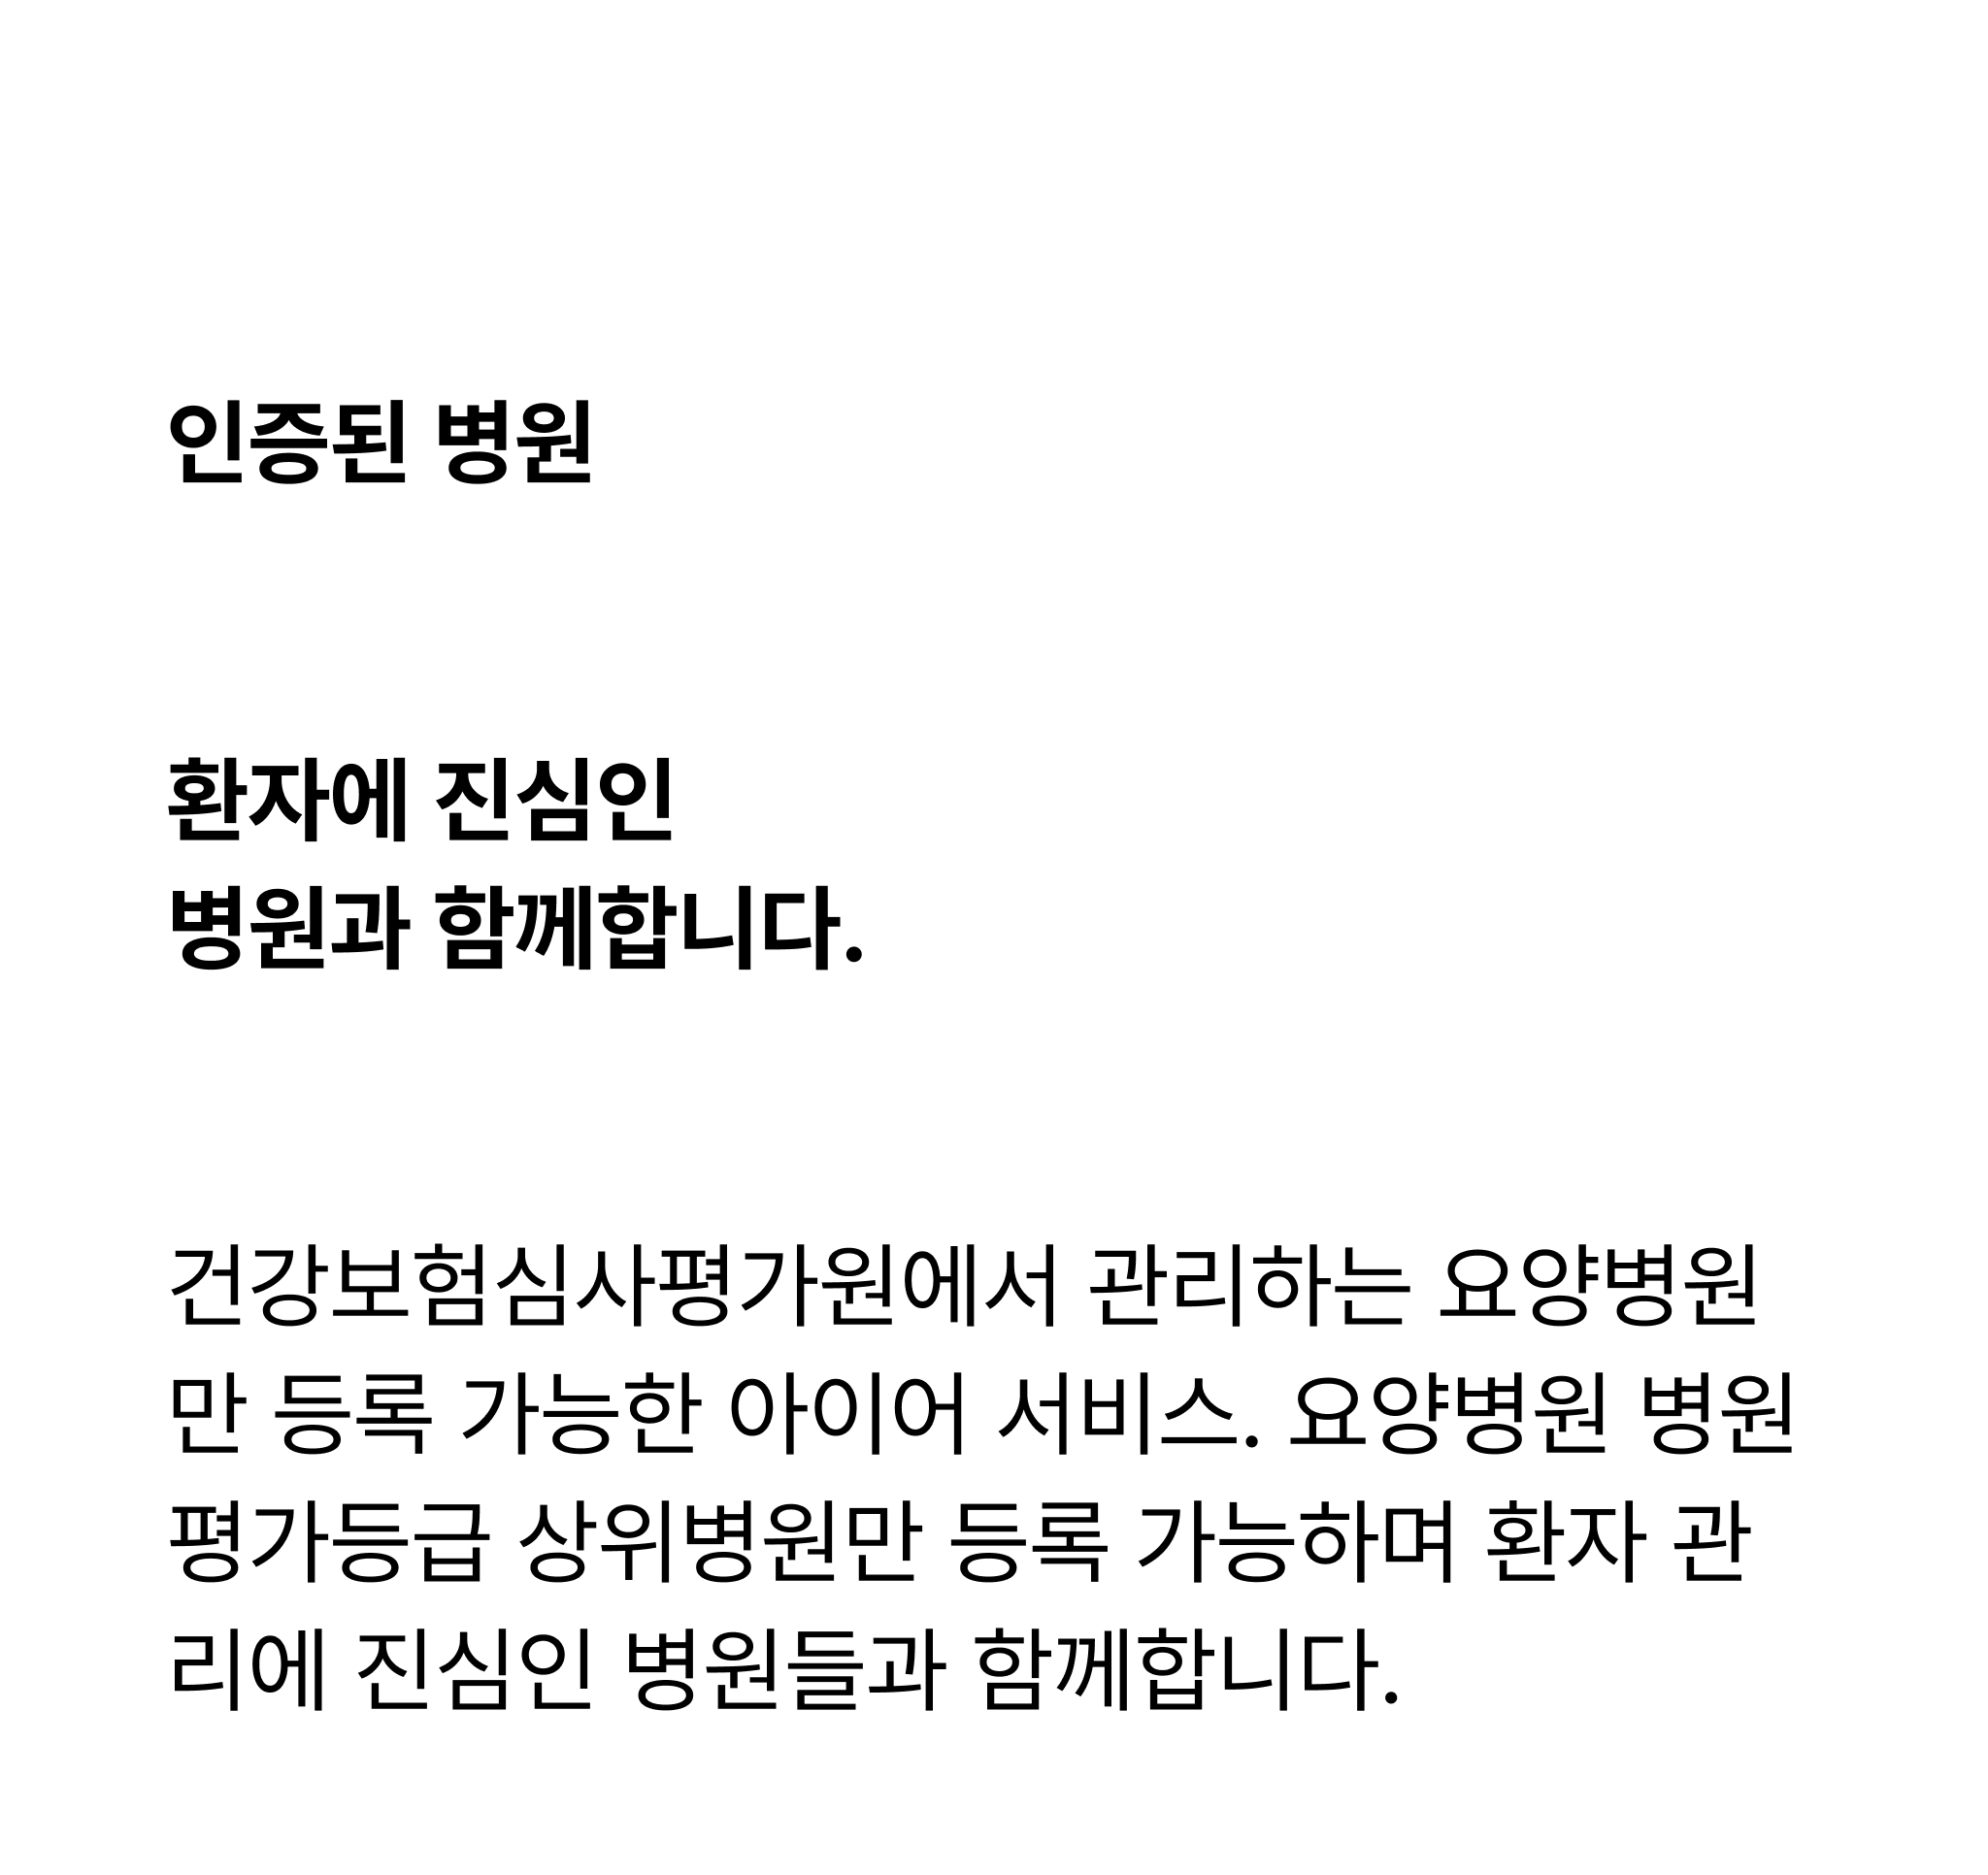 인증된 병원
환자에 진심인
병원과 함께합니다.
건강보험심사평가원에서 관리하는 요양병원
만 등록 가능한 아이어 서비스. 요양병원 병원
평가등급 상위병원만 등록 가능하며 환자 관
리에 진심인 병원들과 함께합니다.